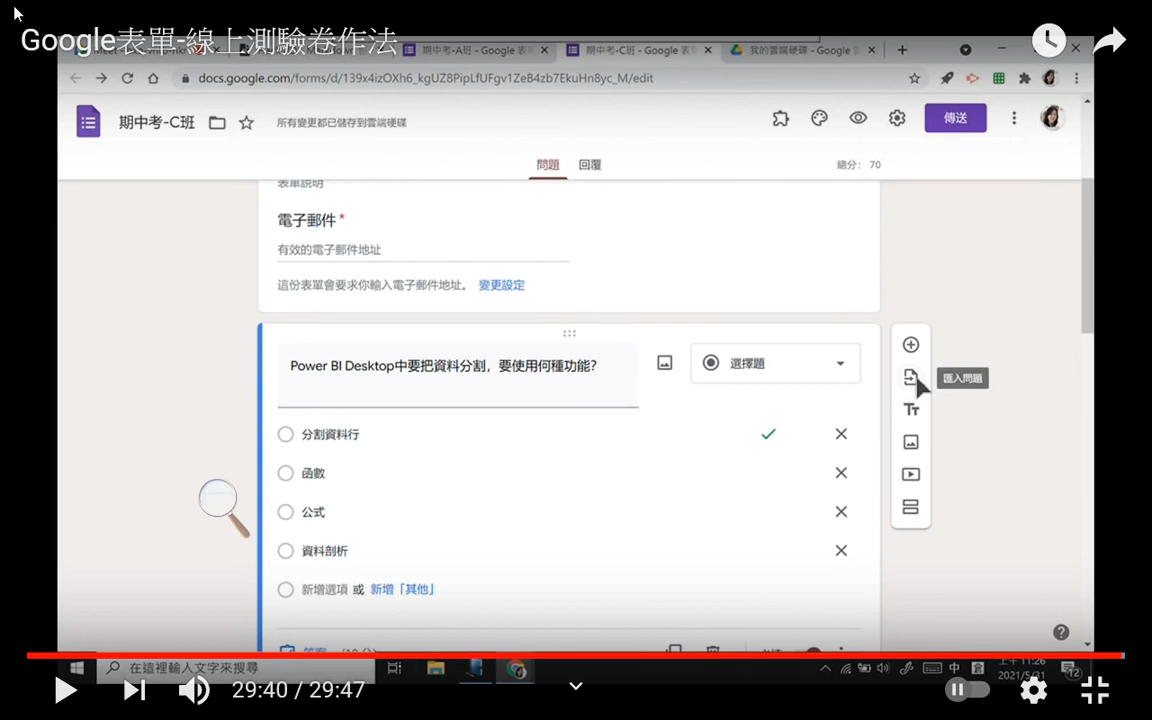 Google表單-線上測驗卷作法
期中考-A班 - Google 表
期中考-C班 - Google 表
我的雲端硬碟 - Google
docs.google.com/forms/d/139x4izOXh6_kgUZ8PipLfUFgv1ZeB4zb7EkuHn8yc_M/edit
期中考-C班
所有變更都已儲存到雲端硬碟
傳送
問題
回覆
總分: 70
表單說明
電子郵件*
有效的電子郵件地址
這份表單會要求你輸入電子郵件地址。 變更設定
Power BI Desktop中要把資料分割，要使用何種功能?
選擇題
匯入問題
分割資料行
函數
公式
資料剖析
新增選項 或 新增「其他」
在這裡輸入文字來搜尋
中
上午 11:26
2021/5/31
12
29:40 / 29:47